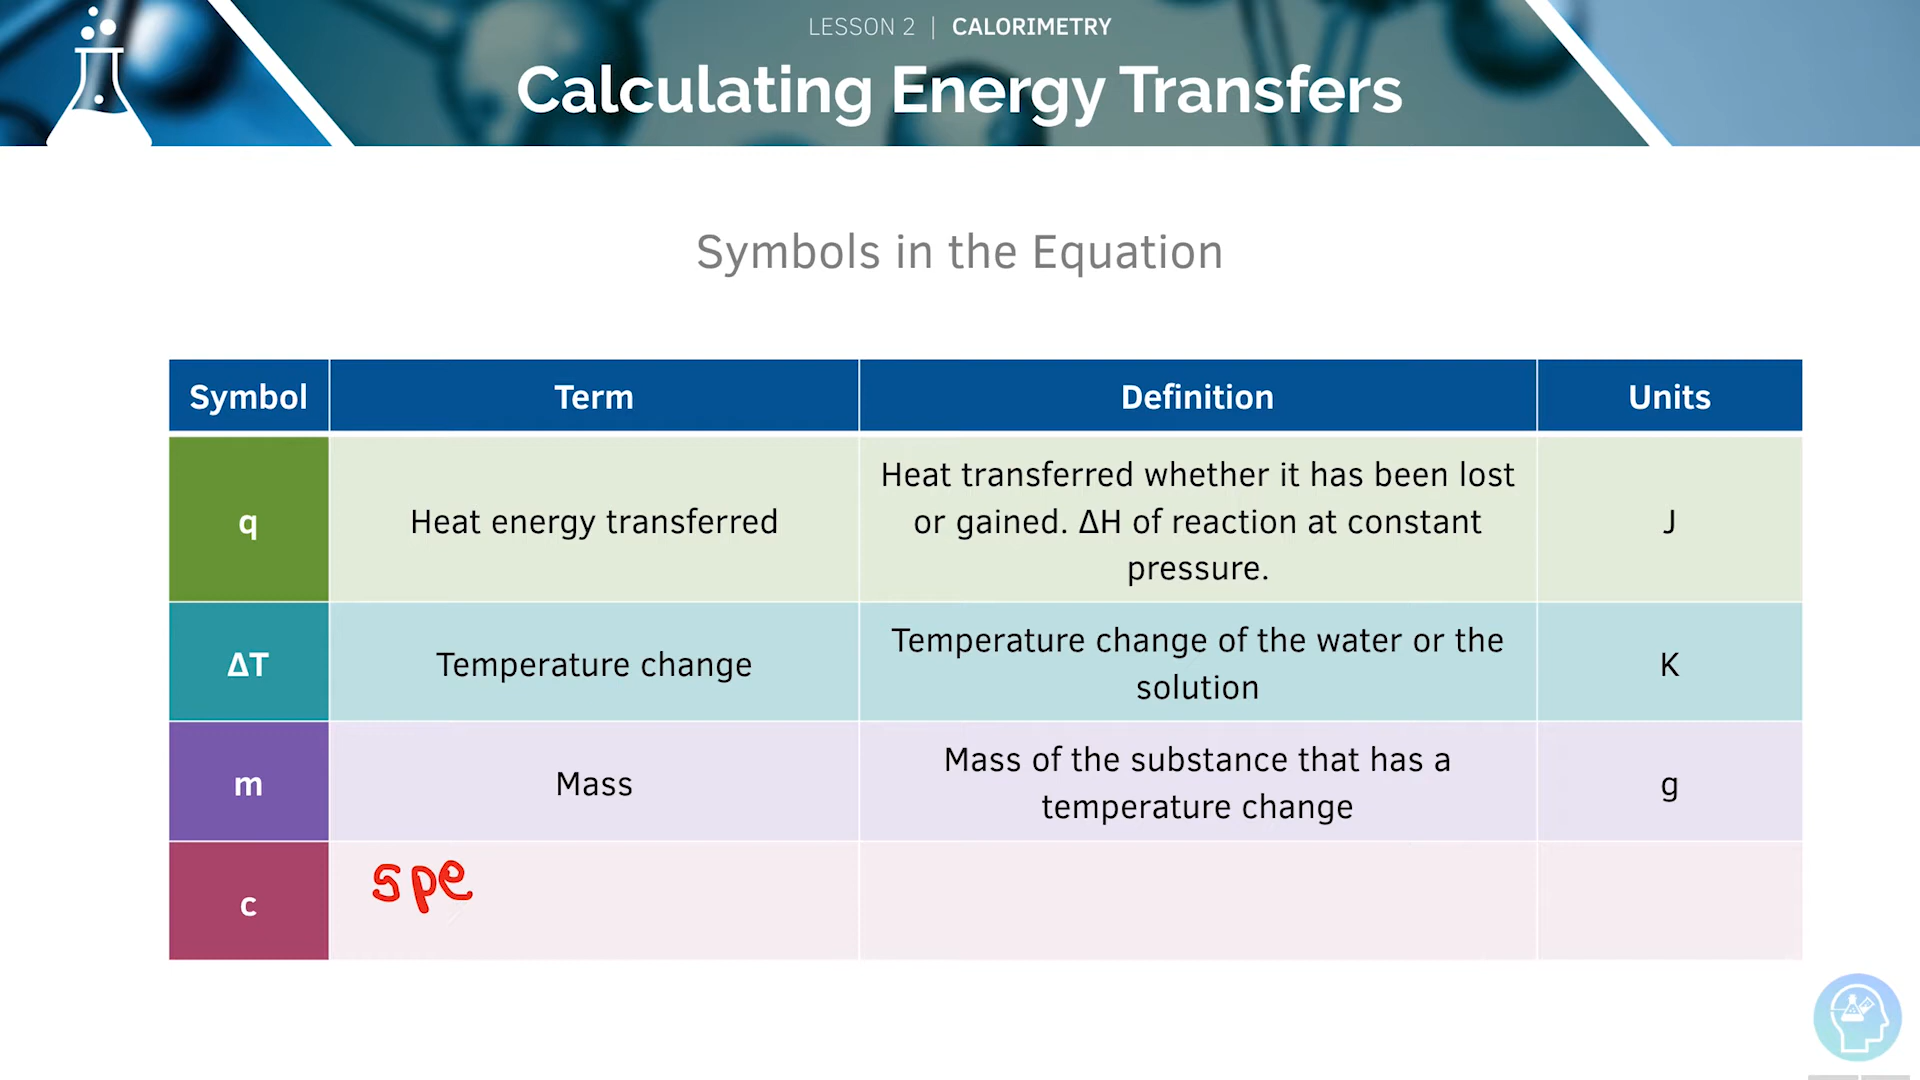 LESSON 2 | CALORIMETRY
Calculating Energy Transfers
Symbols in the Equation
Symbol Term Definition Units
q Heat energy transferred Heat transferred whether it has been lost
or gained. ΔH of reaction at constant
pressure. J
ΔT Temperature change Temperature change of the water or the
solution K
m Mass Mass of the substance that has a
temperature change g
c spe